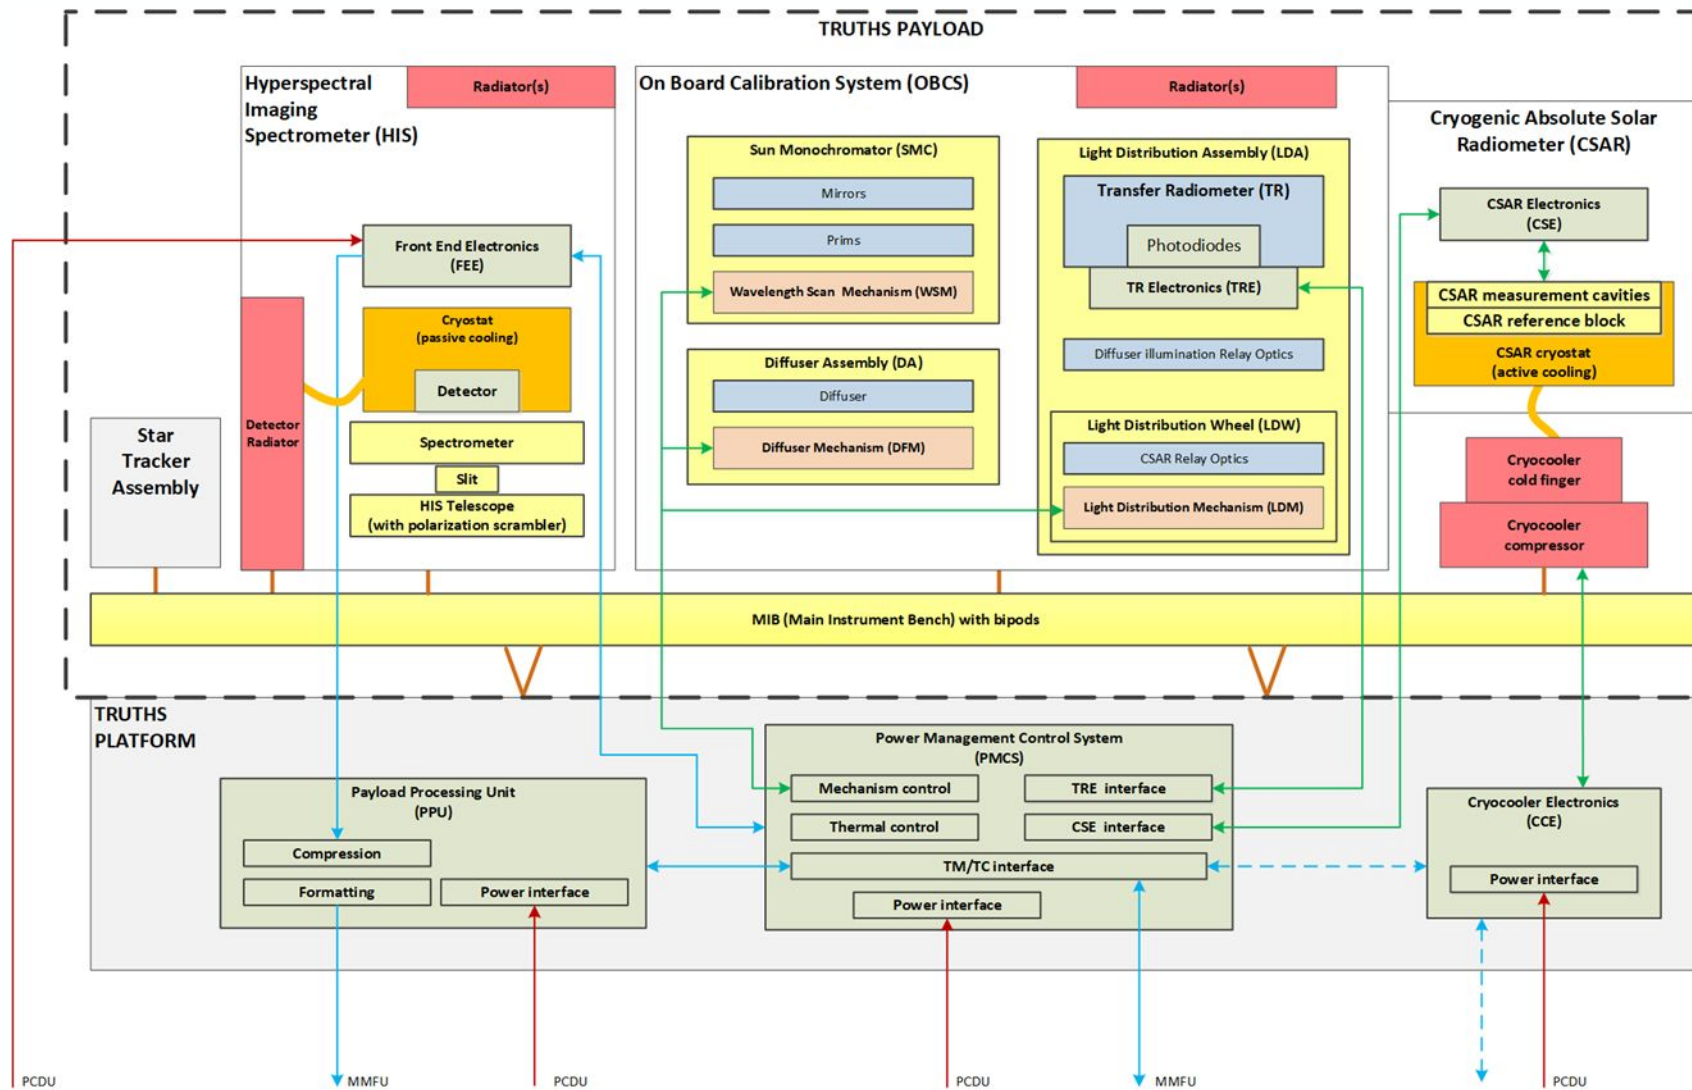 TRUTHS PAYLOAD
Hyperspectral
Imaging
Spectrometer (HIS)
Radiator(s)
Front End Electronics
(FEE)
Cryostat
(passive cooling)
Detector
Detector
Radiator
Spectrometer
Slit
HIS Telescope
(with polarization scrambler)
Star
Tracker
Assembly
On Board Calibration System (OBCS)
Radiator(s)
Sun Monochromator (SMC)
Mirrors
Prims
Wavelength Scan Mechanism (WSM)
Diffuser Assembly (DA)
Diffuser
Diffuser Mechanism (DFM)
Light Distribution Assembly (LDA)
Transfer Radiometer (TR)
Photodiodes
TR Electronics (TRE)
Diffuser illumination Relay Optics
Light Distribution Wheel (LDW)
CSAR Relay Optics
Light Distribution Mechanism (LDM)
Cryogenic Absolute Solar
Radiometer (CSAR)
CSAR Electronics
(CSE)
CSAR measurement cavities
CSAR reference block
CSAR cryostat
(active cooling)
Cryocooler
cold finger
Cryocooler
compressor
MIB (Main Instrument Bench) with bipods
TRUTHS
PLATFORM
Payload Processing Unit
(PPU)
Compression
Formatting
Power interface
Power Management Control System
(PMCS)
Mechanism control
TRE interface
Thermal control
CSE interface
TM/TC interface
Power interface
Cryocooler Electronics
(CCE)
Power interface
PCDU
MMFU
PCDU
PCDU
MMFU
PCDU